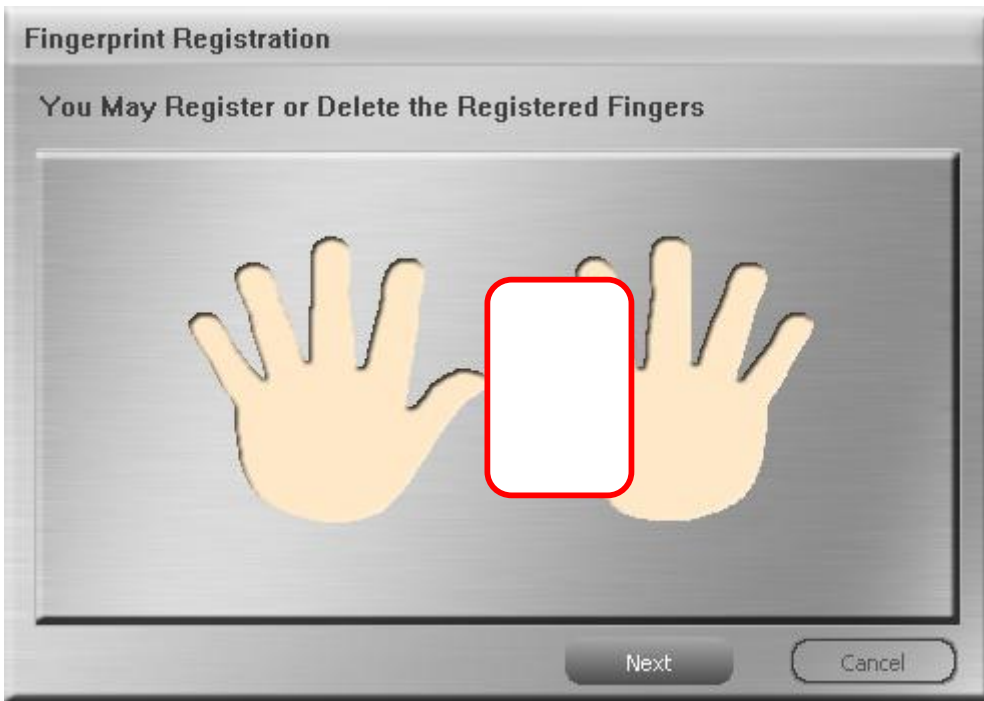 Fingerprint Registration
You May Register or Delete the Registered Fingers
Next
Cancel